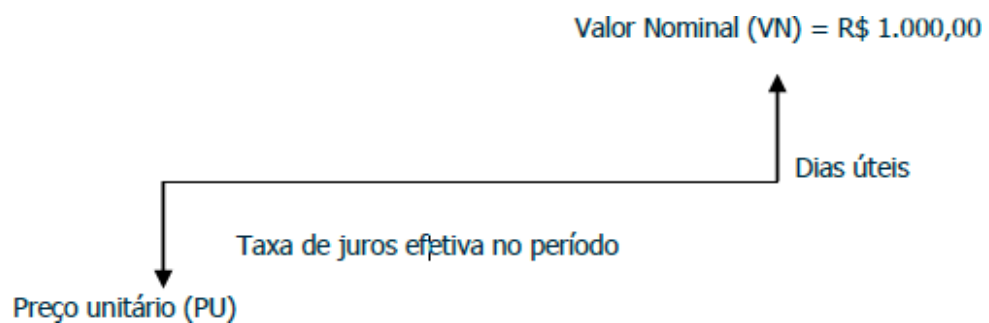 Valor Nominal (VN) = R$ 1.000,00
Dias úteis
Taxa de juros efetiva no período
Preço unitário (PU)